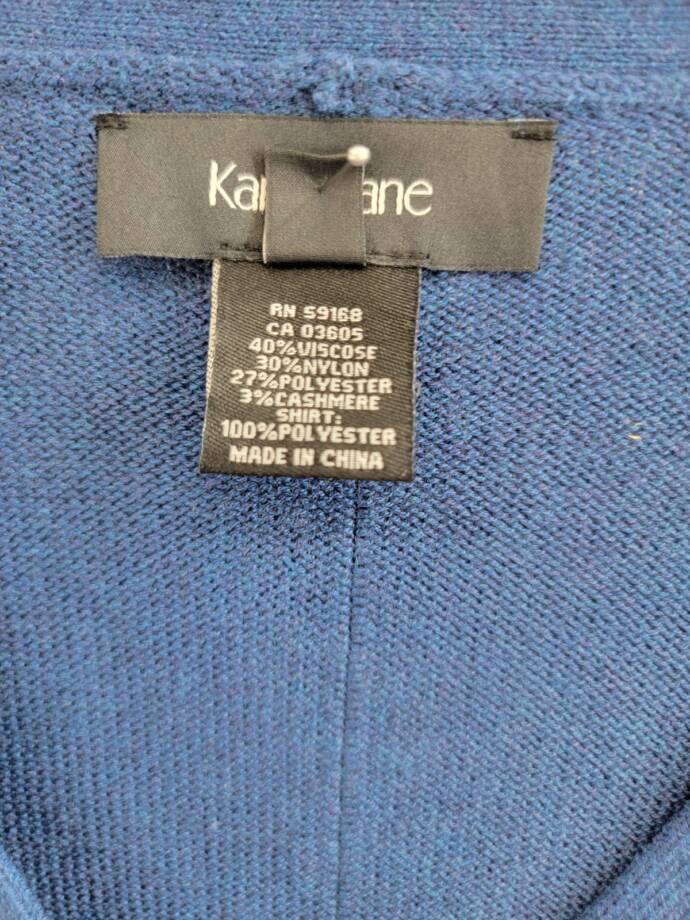 Ka ane
RN 59168
CA 03605
40%VISCOSE
30%NYLON
27%POLYESTER
3%CASHMERE
SHIRT:
100%POLYESTER
MADE IN CHINA